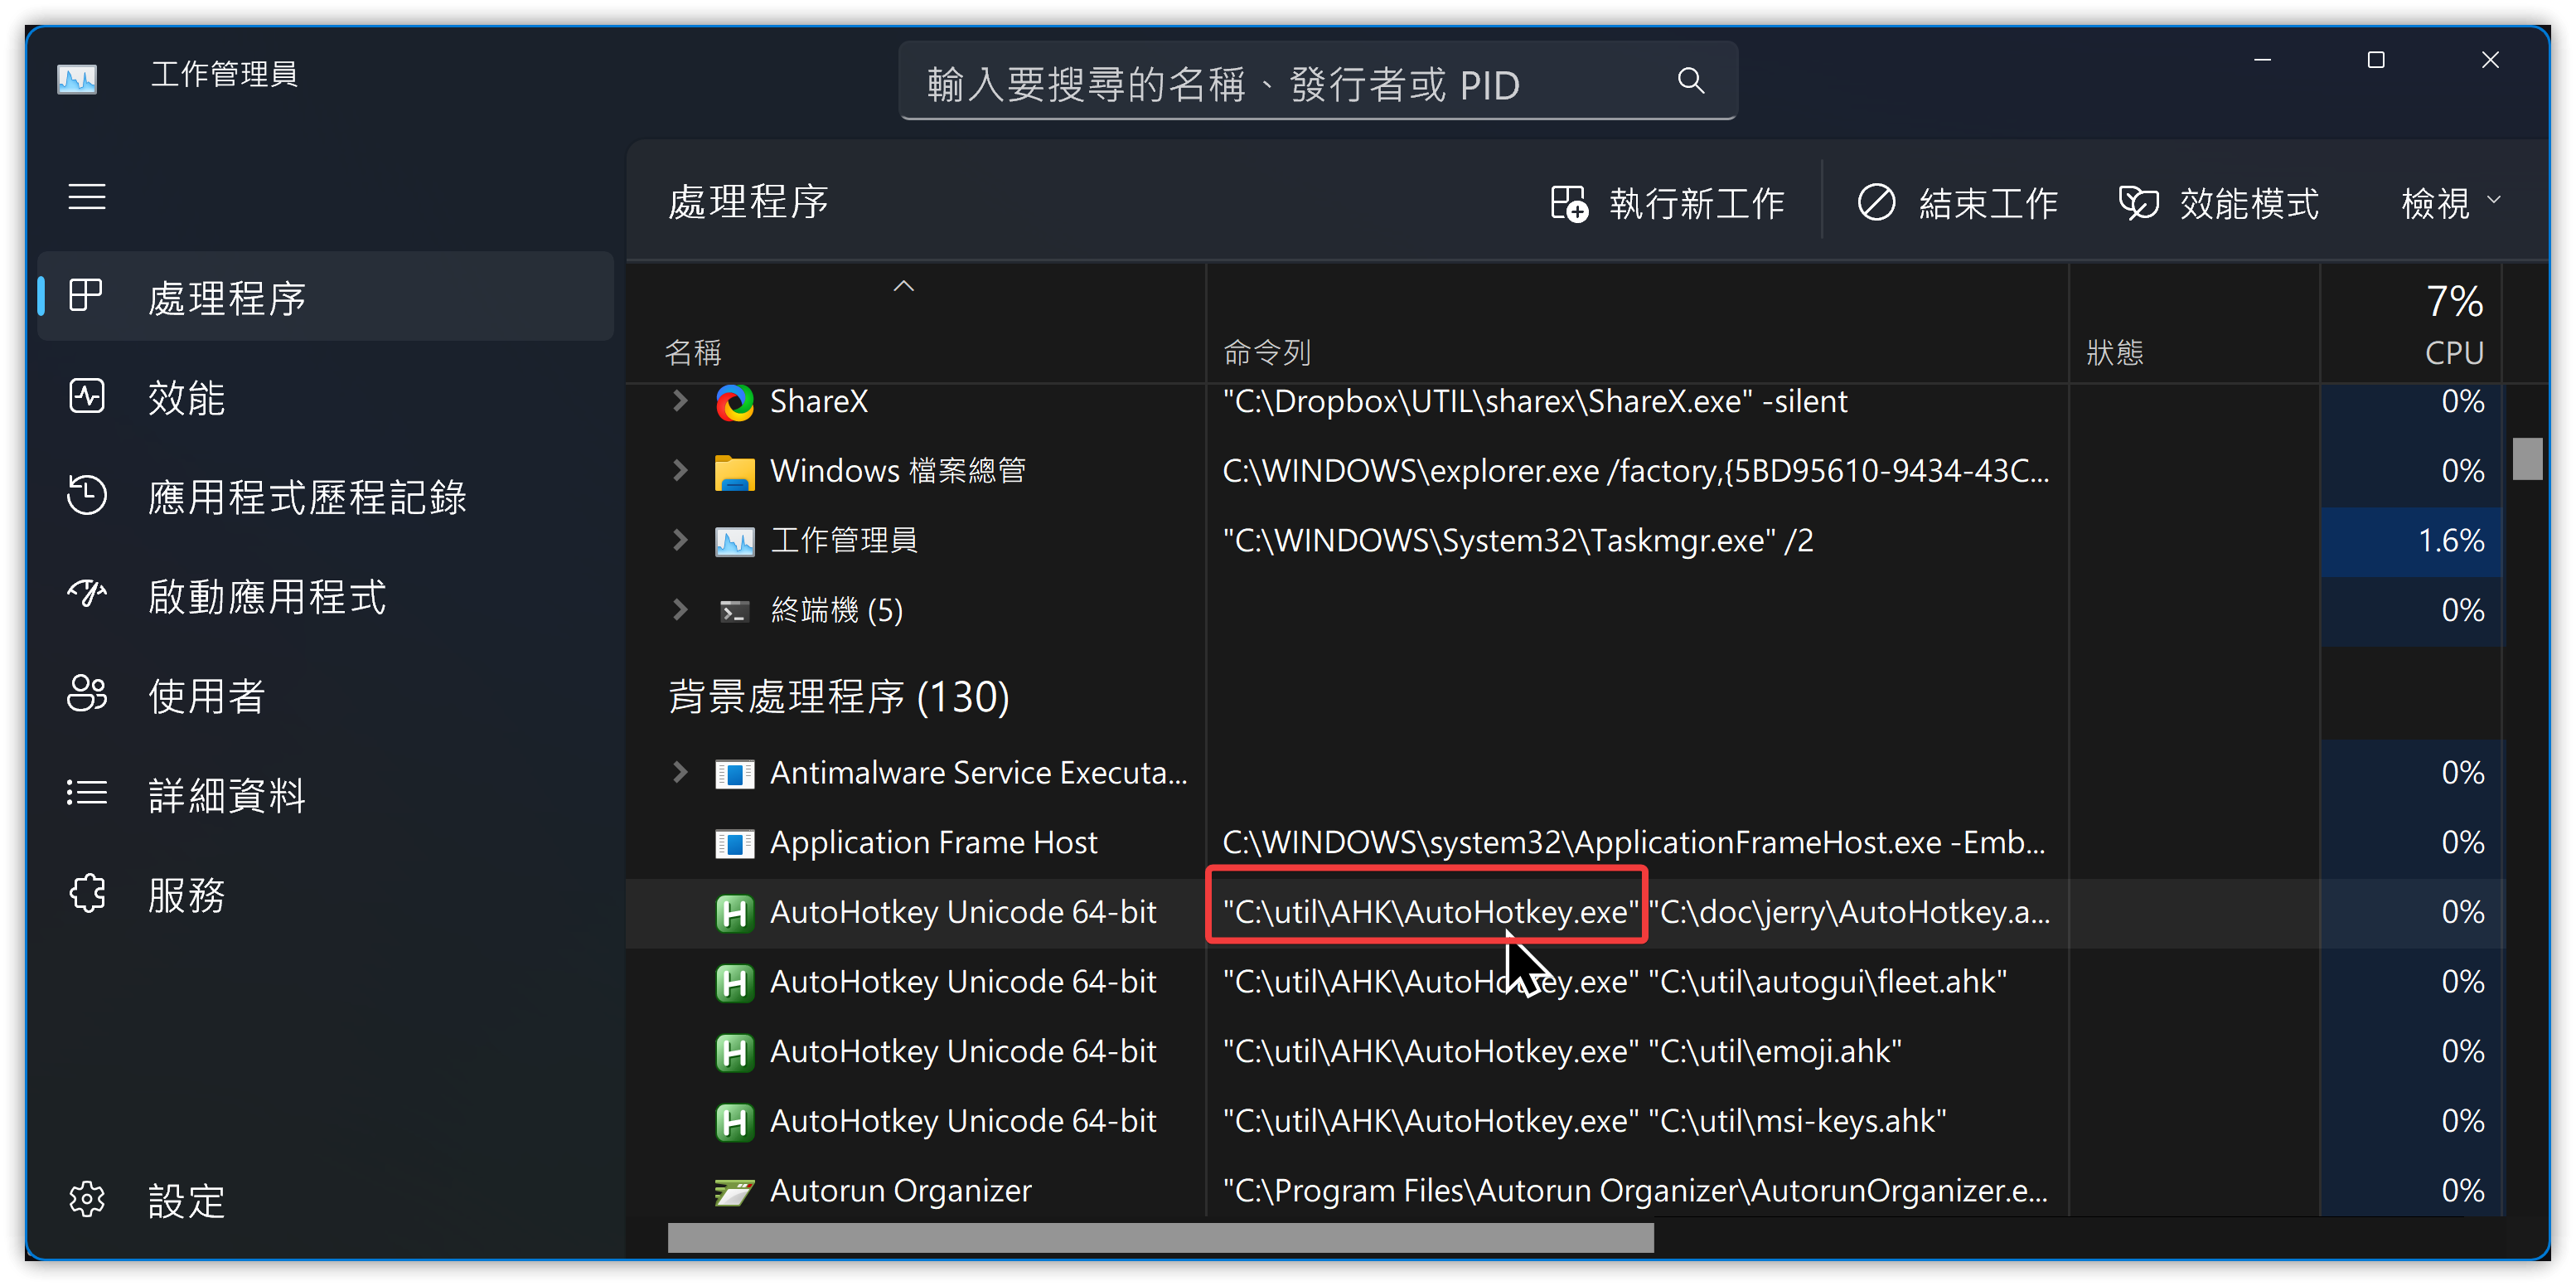 工作管理員
輸入要搜尋的名稱、發行者或 PID
處理程序
執行新工作
結束工作
效能模式
檢視
處理程序
效能
應用程式歷程記錄
啟動應用程式
使用者
詳細資料
服務
設定
7%
名稱 命令列 狀態 CPU
ShareX "C:\Dropbox\UTIL\sharex\ShareX.exe" -silent 0%
Windows 檔案總管 C:\WINDOWS\explorer.exe /factory,{5BD95610-9434-43C... 0%
工作管理員 "C:\WINDOWS\System32\Taskmgr.exe" /2 1.6%
終端機 (5) 0%
背景處理程序 (130)
Antimalware Service Executa... 0%
Application Frame Host C:\WINDOWS\system32\ApplicationFrameHost.exe -Emb... 0%
AutoHotkey Unicode 64-bit "C:\util\AHK\AutoHotkey.exe" "C:\doc\jerry\AutoHotkey.a... 0%
AutoHotkey Unicode 64-bit "C:\util\AHK\AutoHotkey.exe" "C:\util\autogui\fleet.ahk" 0%
AutoHotkey Unicode 64-bit "C:\util\AHK\AutoHotkey.exe" "C:\util\emoji.ahk" 0%
AutoHotkey Unicode 64-bit "C:\util\AHK\AutoHotkey.exe" "C:\util\msi-keys.ahk" 0%
Autorun Organizer "C:\Program Files\Autorun Organizer\AutorunOrganizer.e... 0%